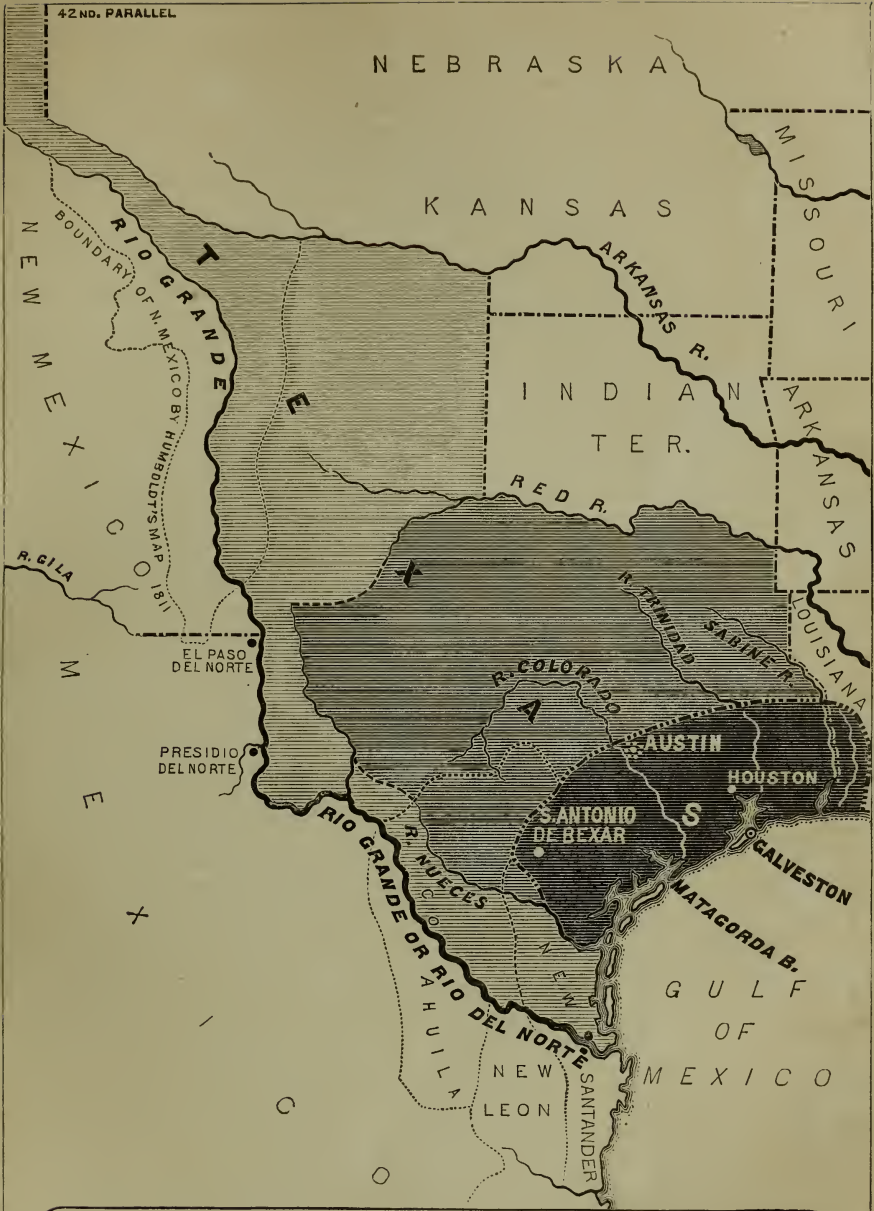 42ND. PARALLEL
NEBRASKA
KANSAS
MISSOURI
ARKANSAS R.
INDIAN
TER.
ARKANSAS
RED R.
LOUISIANA
RIO GRANDE
BOUNDARY OF N. MEXICO BY HUMBOLDT'S MAP 1811
NEW MEXICO
R. GILA
TEXAS
R. TRINIDAD
SABINE R.
R. COLORADO
EL PASO
DEL NORTE
PRESIDIO
DEL NORTE
AUSTIN
HOUSTON
S. ANTONIO
DE BEXAR
GALVESTON
MATAGORDA B.
R. NUECES
RIO GRANDE OR RIO DEL NORTE
COAHUILA
NEW
NEW
LEON
SANTANDER
GULF
OF
MEXICO
MEXICO